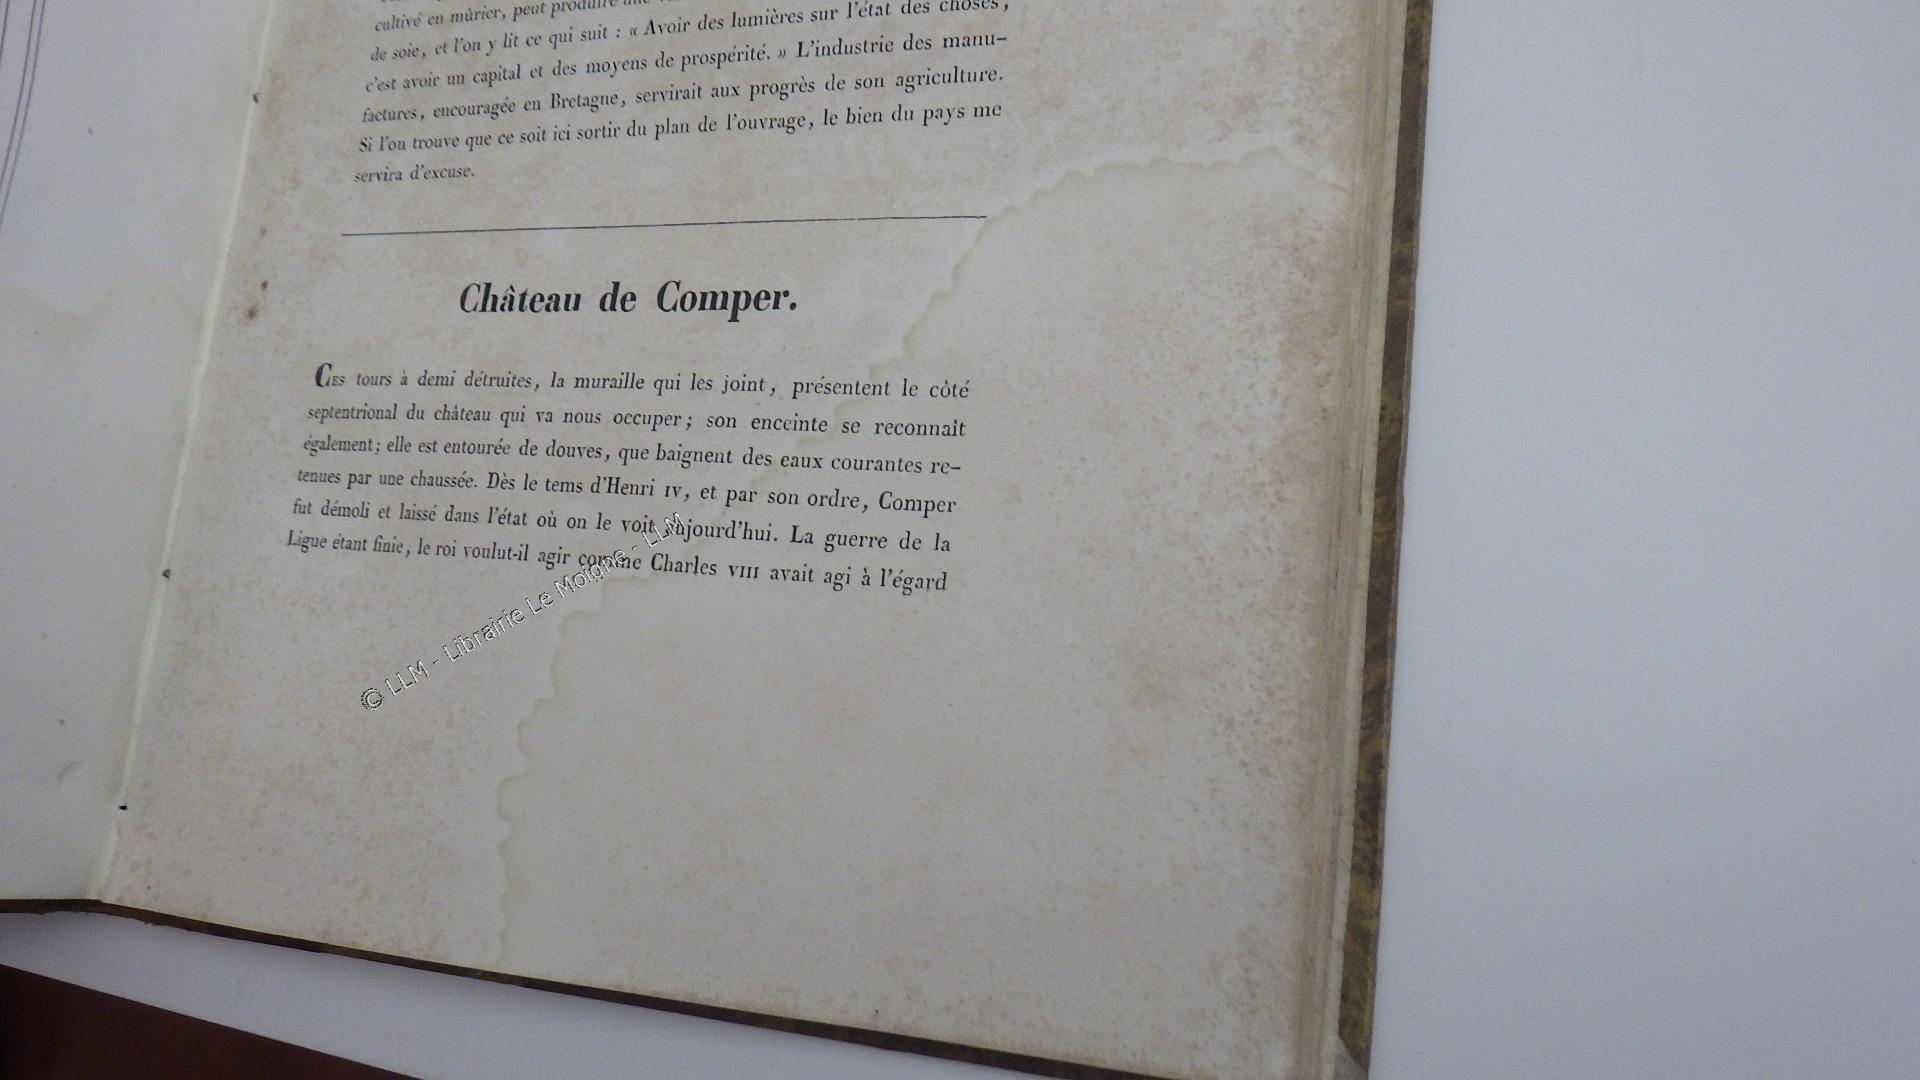 cultivé en mûrier, peut produire une
de soie, et l'on y lit ce qui suit : « Avoir des lumières sur l'état des choses,
c'est avoir un capital et des moyens de prospérité. » L'industrie des manu-
factures, encouragée en Bretagne, servirait aux progrès de son agriculture.
Si l'on trouve que ce soit ici sortir du plan de l'ouvrage, le bien du pays me
servira d'excuse.
Château de Comper.
Ces tours à demi détruites, la muraille qui les joint, présentent le côté
septentrional du château qui va nous occuper; son enceinte se reconnaît
également; elle est entourée de douves, que baignent des eaux courantes re-
tenues par une chaussée. Dès le tems d'Henri IV, et par son ordre, Comper
fut démoli et laissé dans l'état où on le voit aujourd'hui. La guerre de la
Ligue étant finie, le roi voulut-il agir comme Charles VIII avait agi à l'égard
© LLM - Librairie Le Moigne - LLM